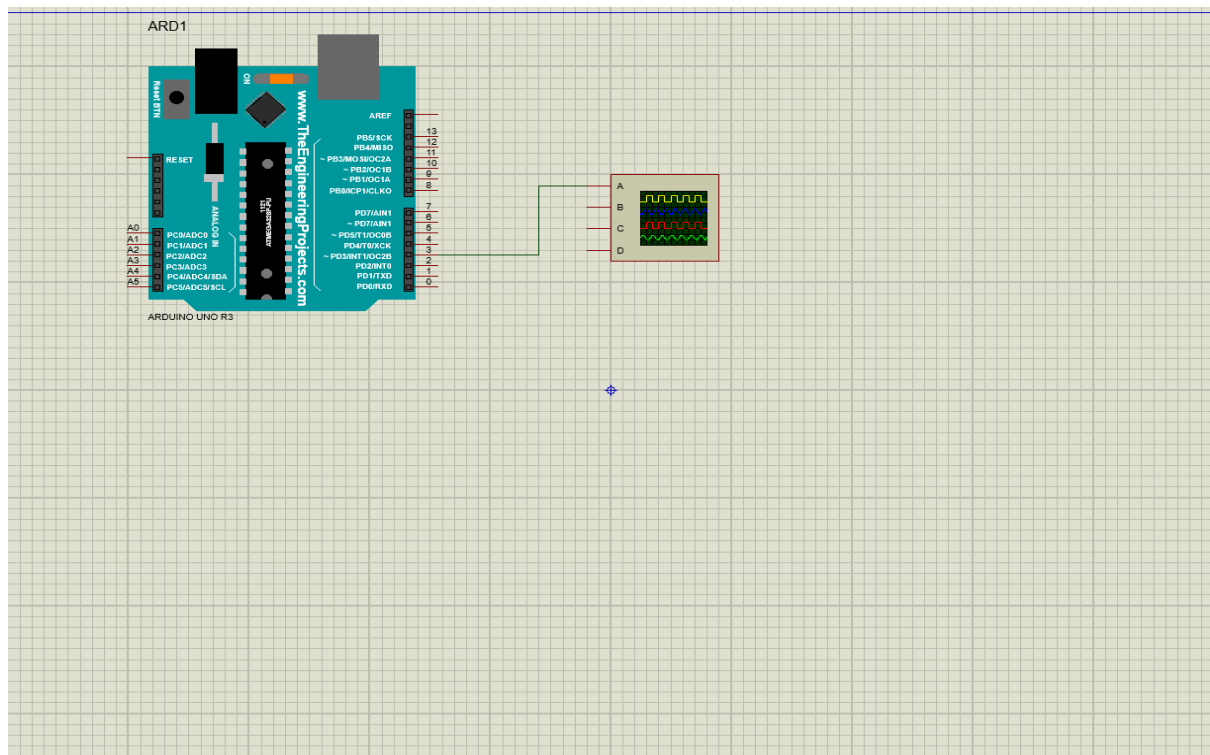 ARD1
Reset BTN
ON
www.TheEngineeringProjects.com
RESET
ANALOG IN
1121
ATMEGA328P-PU
A0
A1
A2
A3
A4
A5
PC0/ADC0
PC1/ADC1
PC2/ADC2
PC3/ADC3
PC4/ADC4/SDA
PC5/ADC5/SCL
AREF
PB5/SCK 13
PB4/MISO 12
~ PB3/MOSI/OC2A 11
~ PB2/OC1B 10
~ PB1/OC1A 9
PB0/ICP1/CLKO 8
PD7/AIN1 7
~ PD7/AIN1 6
~ PD5/T1/OC0B 5
PD4/T0/XCK 4
~ PD3/INT1/OC2B 3
PD2/INT0 2
PD1/TXD 1
PD0/RXD 0
ARDUINO UNO R3
A
B
C
D